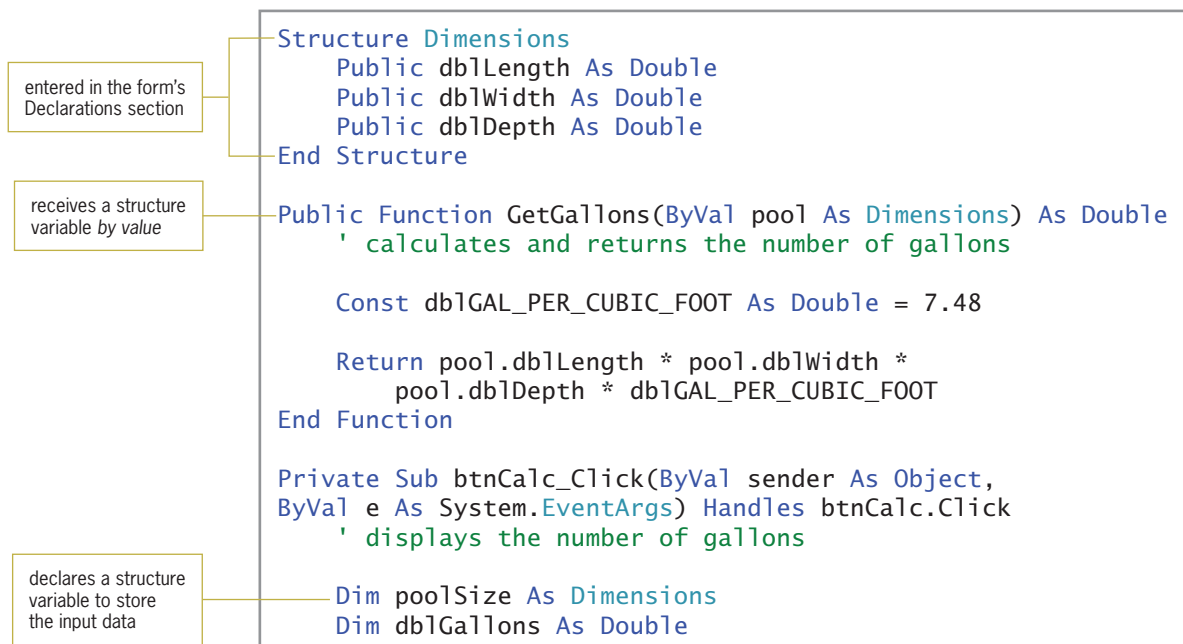 Structure Dimensions
Public dblLength As Double
Public dblWidth As Double
Public dblDepth As Double
End Structure
entered in the form's
Declarations section
receives a structure
variable by value
Public Function GetGallons(ByVal pool As Dimensions) As Double
' calculates and returns the number of gallons
Const dblGAL_PER_CUBIC_FOOT As Double = 7.48
Return pool.dblLength * pool.dblWidth *
pool.dblDepth * dblGAL_PER_CUBIC_FOOT
End Function
Private Sub btnCalc_Click(ByVal sender As Object,
ByVal e As System.EventArgs) Handles btnCalc.Click
' displays the number of gallons
declares a structure
variable to store
the input data
Dim poolSize As Dimensions
Dim dblGallons As Double